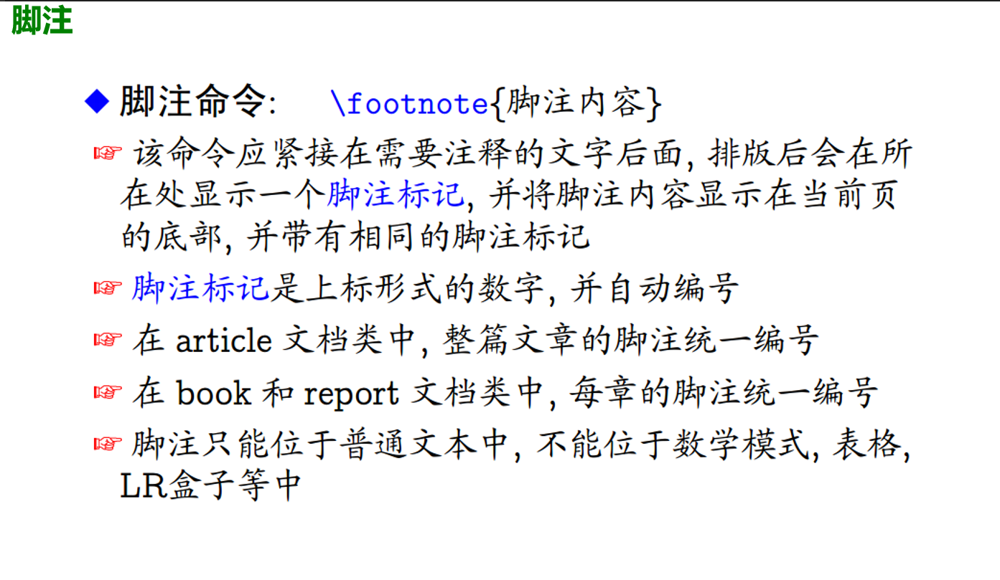 脚注
脚注命令: \footnote{脚注内容}
该命令应紧接在需要注释的文字后面, 排版后会在所
在处显示一个脚注标记, 并将脚注内容显示在当前页
的底部, 并带有相同的脚注标记
脚注标记是上标形式的数字, 并自动编号
在 article 文档类中, 整篇文章的脚注统一编号
在 book 和 report 文档类中, 每章的脚注统一编号
脚注只能位于普通文本中, 不能位于数学模式, 表格,
LR盒子等中